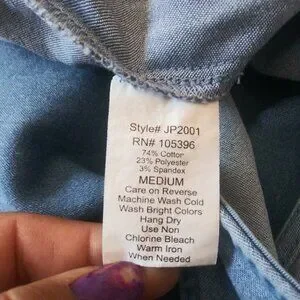 Style# JP2001
RN# 105396
74% Cotton
23% Polyester
3% Spandex
MEDIUM
Care on Reverse
Machine Wash Cold
Wash Bright Colors
Hang Dry
Use Non
Chlorine Bleach
Warm Iron
When Needed